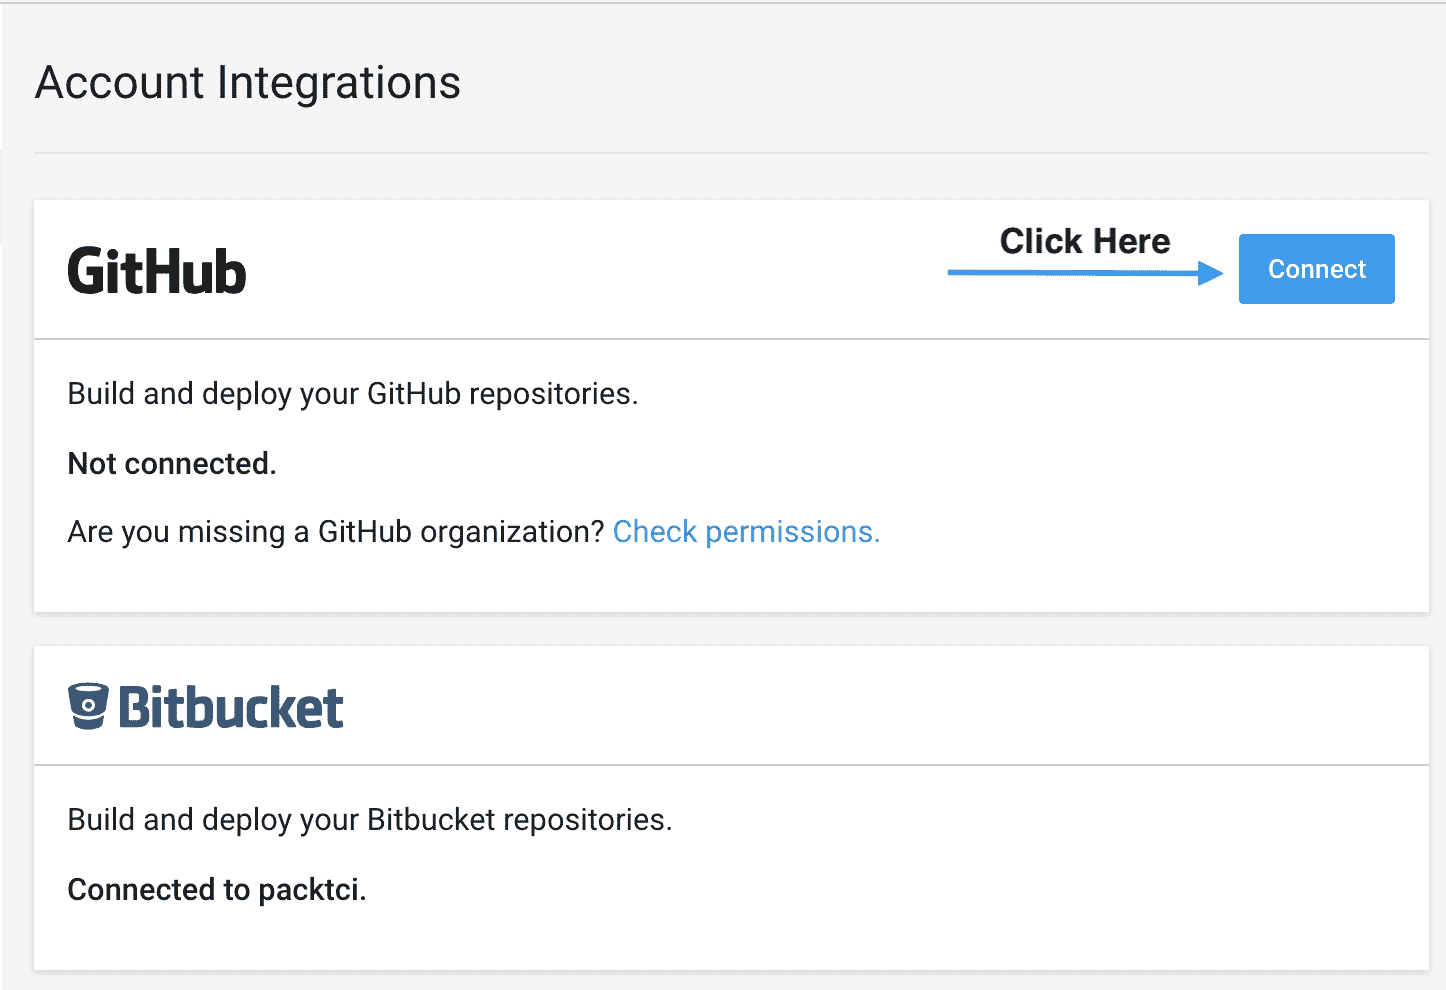 Account Integrations
GitHub
Click Here
Connect
Build and deploy your GitHub repositories.
Not connected.
Are you missing a GitHub organization? Check permissions.
Bitbucket
Build and deploy your Bitbucket repositories.
Connected to packtci.